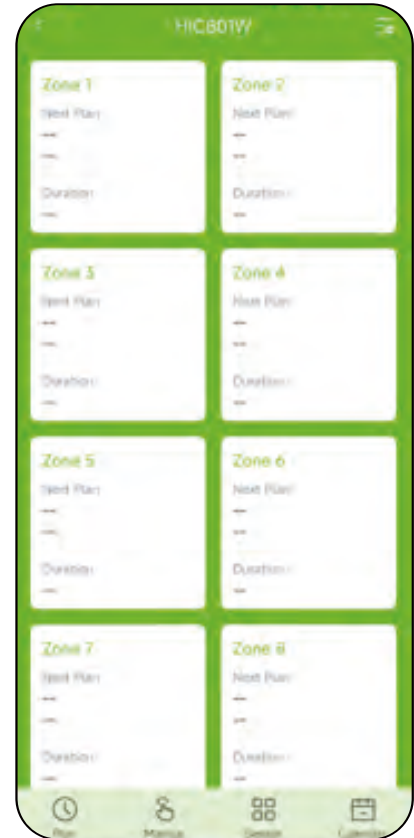 HIC801W
Zone 1
Next Plan
--
--
Duration
--
Zone 2
Next Plan
--
--
Duration
--
Zone 3
Next Plan
--
--
Duration
--
Zone 4
Next Plan
--
--
Duration
--
Zone 5
Next Plan
--
--
Duration
--
Zone 6
Next Plan
--
--
Duration
--
Zone 7
Next Plan
--
--
Duration
--
Zone 8
Next Plan
--
--
Duration
--
Plan